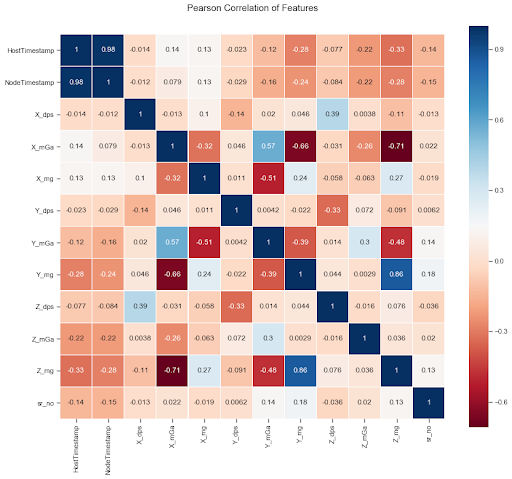 Pearson Correlation of Features
HostTimestamp 1 0.98 -0.014 0.14 0.13 -0.023 -0.12 -0.28 -0.077 -0.22 -0.33 -0.14
NodeTimestamp 0.98 1 -0.012 0.079 0.13 -0.029 -0.16 -0.24 -0.084 -0.22 -0.28 -0.15
X_dps -0.014 -0.012 1 -0.013 0.1 -0.14 0.02 0.046 0.39 0.0038 -0.11 -0.013
X_mGa 0.14 0.079 -0.013 1 -0.32 0.046 0.57 -0.66 -0.031 -0.26 -0.71 0.022
X_mg 0.13 0.13 0.1 -0.32 1 0.011 -0.51 0.24 -0.058 -0.063 0.27 -0.019
Y_dps -0.023 -0.029 -0.14 0.046 0.011 1 0.0042 -0.022 -0.33 0.072 -0.091 0.0062
Y_mGa -0.12 -0.16 0.02 0.57 -0.51 0.0042 1 -0.39 0.014 0.3 -0.48 0.14
Y_mg -0.28 -0.24 0.046 -0.66 0.24 -0.022 -0.39 1 0.044 0.0029 0.86 0.18
Z_dps -0.077 -0.084 0.39 -0.031 -0.058 -0.33 0.014 0.044 1 -0.016 0.076 -0.036
Z_mGa -0.22 -0.22 0.0038 -0.26 -0.063 0.072 0.3 0.0029 -0.016 1 0.036 0.02
Z_mg -0.33 -0.28 -0.11 -0.71 0.27 -0.091 -0.48 0.86 0.076 0.036 1 0.13
sr_no -0.14 -0.15 -0.013 0.022 -0.019 0.0062 0.14 0.18 -0.036 0.02 0.13 1
HostTimestamp NodeTimestamp X_dps X_mGa X_mg Y_dps Y_mGa Y_mg Z_dps Z_mGa Z_mg sr_no
0.9
0.6
0.3
0.0
-0.3
-0.6